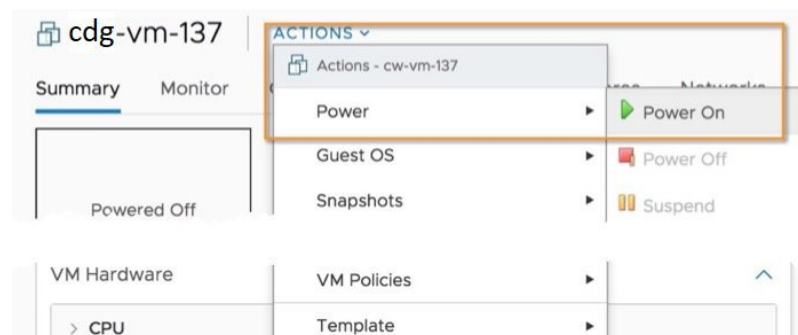 cdg-vm-137
ACTIONS
Actions - cw-vm-137
Summary Monitor Networks
Power
Power On
Guest OS
Power Off
Snapshots
Suspend
Powered Off
VM Hardware
VM Policies
CPU
Template